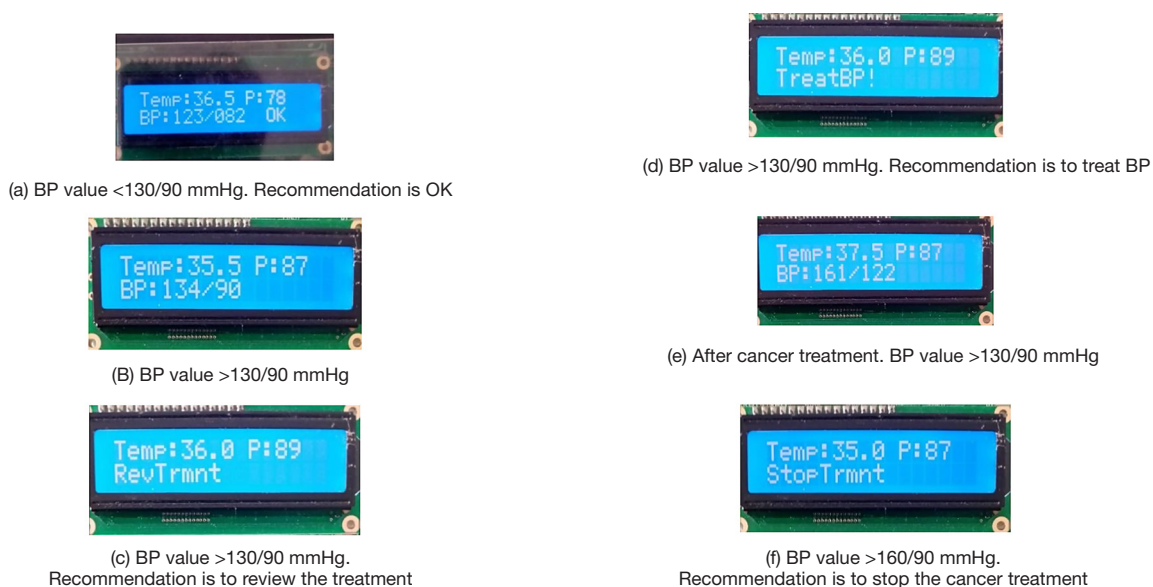 Temp:36.5 P:78
BP:123/082 OK
(a) BP value <130/90 mmHg. Recommendation is OK
Temp:35.5 P:87
BP:134/90
(B) BP value >130/90 mmHg
Temp:36.0 P:89
RevTrmnt
(c) BP value >130/90 mmHg.
Recommendation is to review the treatment
Temp:36.0 P:89
TreatBP!
(d) BP value >130/90 mmHg. Recommendation is to treat BP
Temp:37.5 P:87
BP:161/122
(e) After cancer treatment. BP value >130/90 mmHg
Temp:35.0 P:87
StopTrmnt
(f) BP value >160/90 mmHg.
Recommendation is to stop the cancer treatment